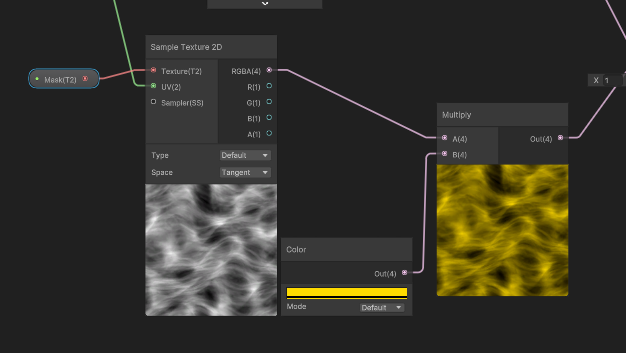 Mask(T2)
Sample Texture 2D
Texture(T2)
RGBA(4)
UV(2)
R(1)
Sampler(SS)
G(1)
B(1)
A(1)
Type
Default
Space
Tangent
Color
Out(4)
Mode
Default
Multiply
A(4)
Out(4)
B(4)
X 1